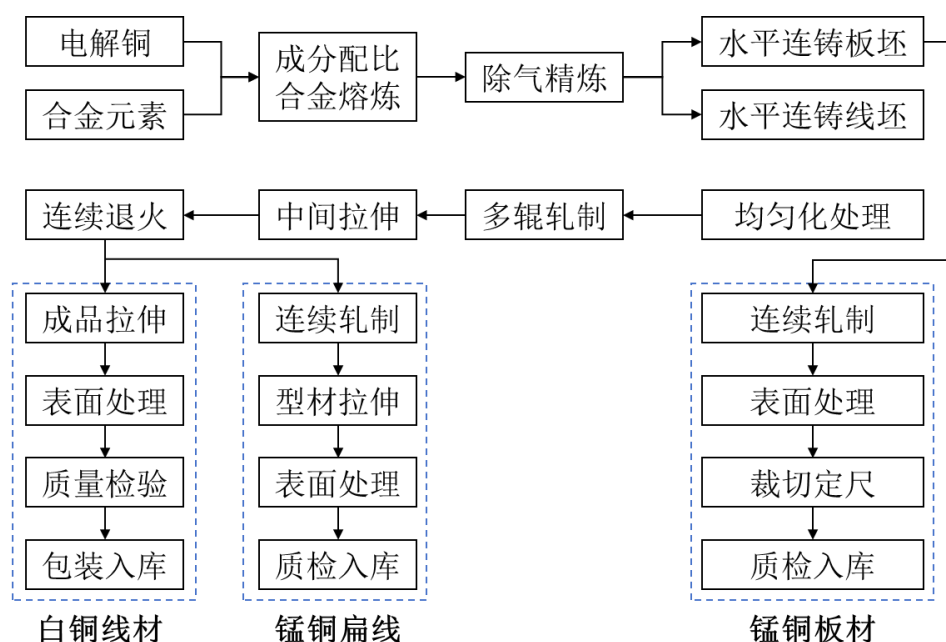 电解铜
合金元素
成分配比
合金熔炼
除气精炼
水平连铸板坯
水平连铸线坯
连续退火
中间拉伸
多辊轧制
均匀化处理
成品拉伸
表面处理
质量检验
包装入库
白铜线材
连续轧制
型材拉伸
表面处理
质检入库
锰铜扁线
连续轧制
表面处理
裁切定尺
质检入库
锰铜板材